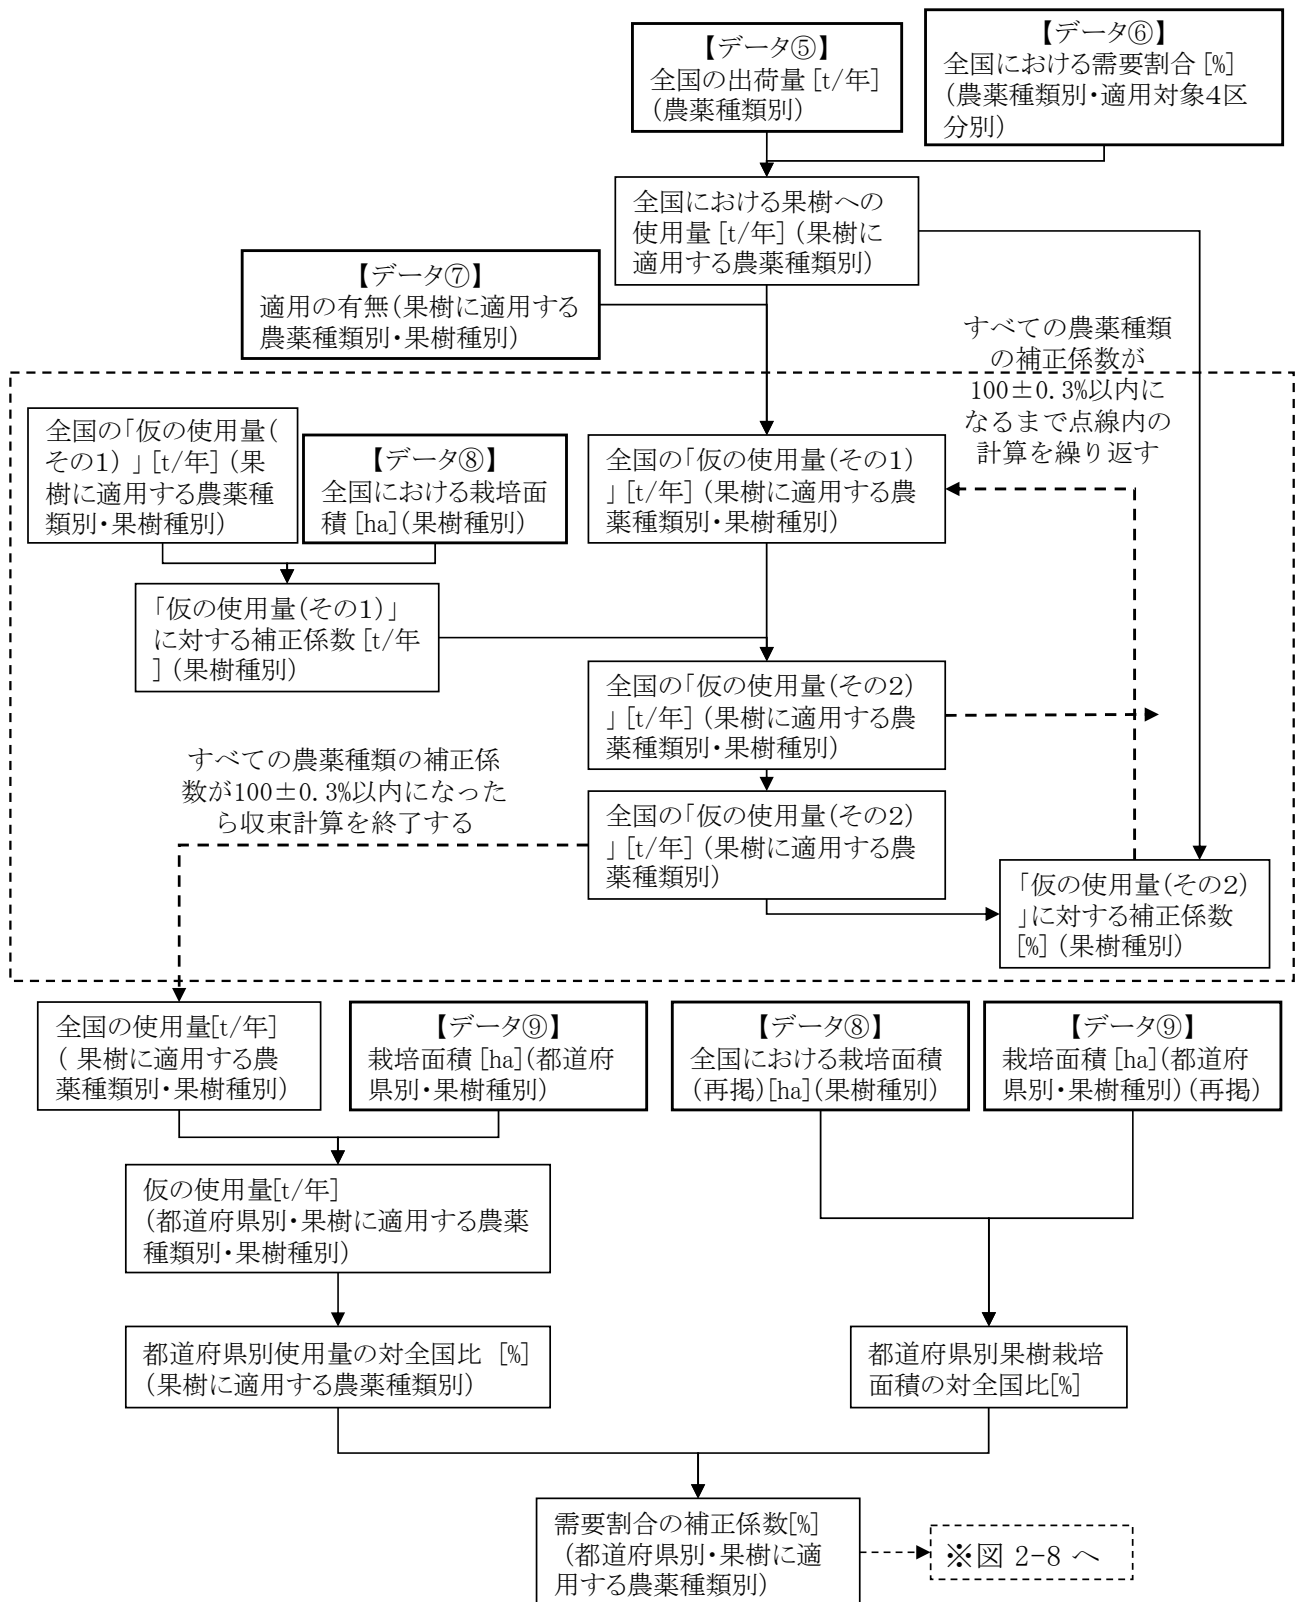 【データ⑤】
全国の出荷量[t/年]
(農薬種類別)
【データ⑥】
全国における需要割合[%]
(農薬種類別・適用対象4区
分別)
全国における果樹への
使用量[t/年](果樹に
適用する農薬種類別)
【データ⑦】
適用の有無(果樹に適用する
農薬種類別・果樹種別)
すべての農薬種類
の補正係数が
100±0.3%以内に
なるまで点線内の
計算を繰り返す
全国の「仮の使用量(
その1)」[t/年](果
樹に適用する農薬種
類別・果樹種別)
【データ⑧】
全国における栽培面
積[ha](果樹種別)
全国の「仮の使用量(その1)
」[t/年](果樹に適用する農
薬種類別・果樹種別)
「仮の使用量(その1)」
に対する補正係数[t/年
](果樹種別)
全国の「仮の使用量(その2)
」[t/年](果樹に適用する農
薬種類別・果樹種別)
すべての農薬種類の補正係
数が100±0.3%以内になった
ら収束計算を終了する
全国の「仮の使用量(その2)
」[t/年](果樹に適用する農
薬種類別)
「仮の使用量(その2)
」に対する補正係数
[%](果樹種別)
全国の使用量[t/年]
(果樹に適用する農
薬種類別・果樹種別)
【データ⑨】
栽培面積[ha](都道府
県別・果樹種別)
【データ⑧】
全国における栽培面積
(再掲)[ha](果樹種別)
【データ⑨】
栽培面積[ha](都道府
県別・果樹種別)(再掲)
仮の使用量[t/年]
(都道府県別・果樹に適用する農薬
種類別・果樹種別)
都道府県別使用量の対全国比 [%]
(果樹に適用する農薬種類別)
都道府県別果樹栽培
面積の対全国比[%]
需要割合の補正係数[%]
(都道府県別・果樹に適
用する農薬種類別)
※図 2-8 へ